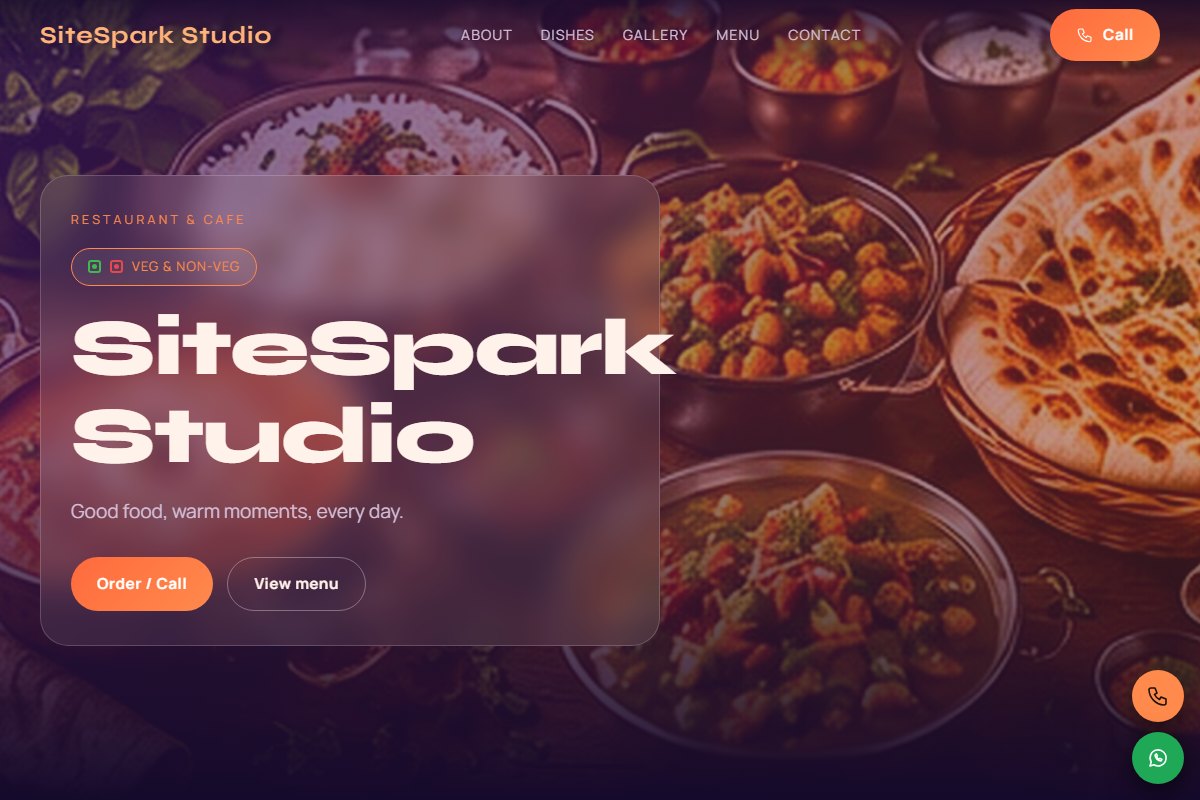 SiteSpark Studio
ABOUT
DISHES
GALLERY
MENU
CONTACT
Call
RESTAURANT & CAFE
VEG & NON-VEG
SiteSpark
Studio
Good food, warm moments, every day.
Order / Call
View menu